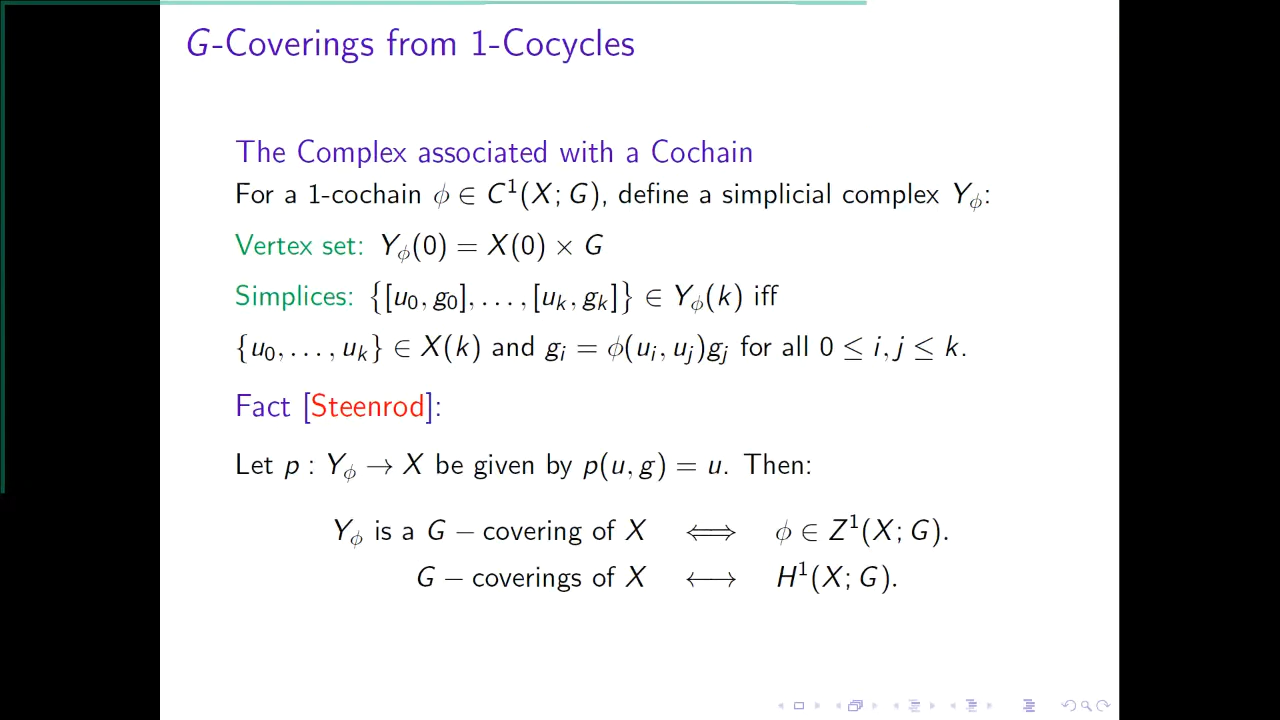 G-Coverings from 1-Cocycles
The Complex associated with a Cochain
For a 1-cochain ϕ ∈ C¹(X; G), define a simplicial complex Y_ϕ:
Vertex set: Y_ϕ(0) = X(0) × G
Simplices: {[u₀, g₀], . . . , [u_k, g_k]} ∈ Y_ϕ(k) iff
{u₀, . . . , u_k} ∈ X(k) and g_i = ϕ(u_i, u_j)g_j for all 0 ≤ i, j ≤ k.
Fact [Steenrod]:
Let p : Y_ϕ → X be given by p(u, g) = u. Then:
Y_ϕ is a G − covering of X ⟺ ϕ ∈ Z¹(X; G).
G − coverings of X ⟷ H¹(X; G).